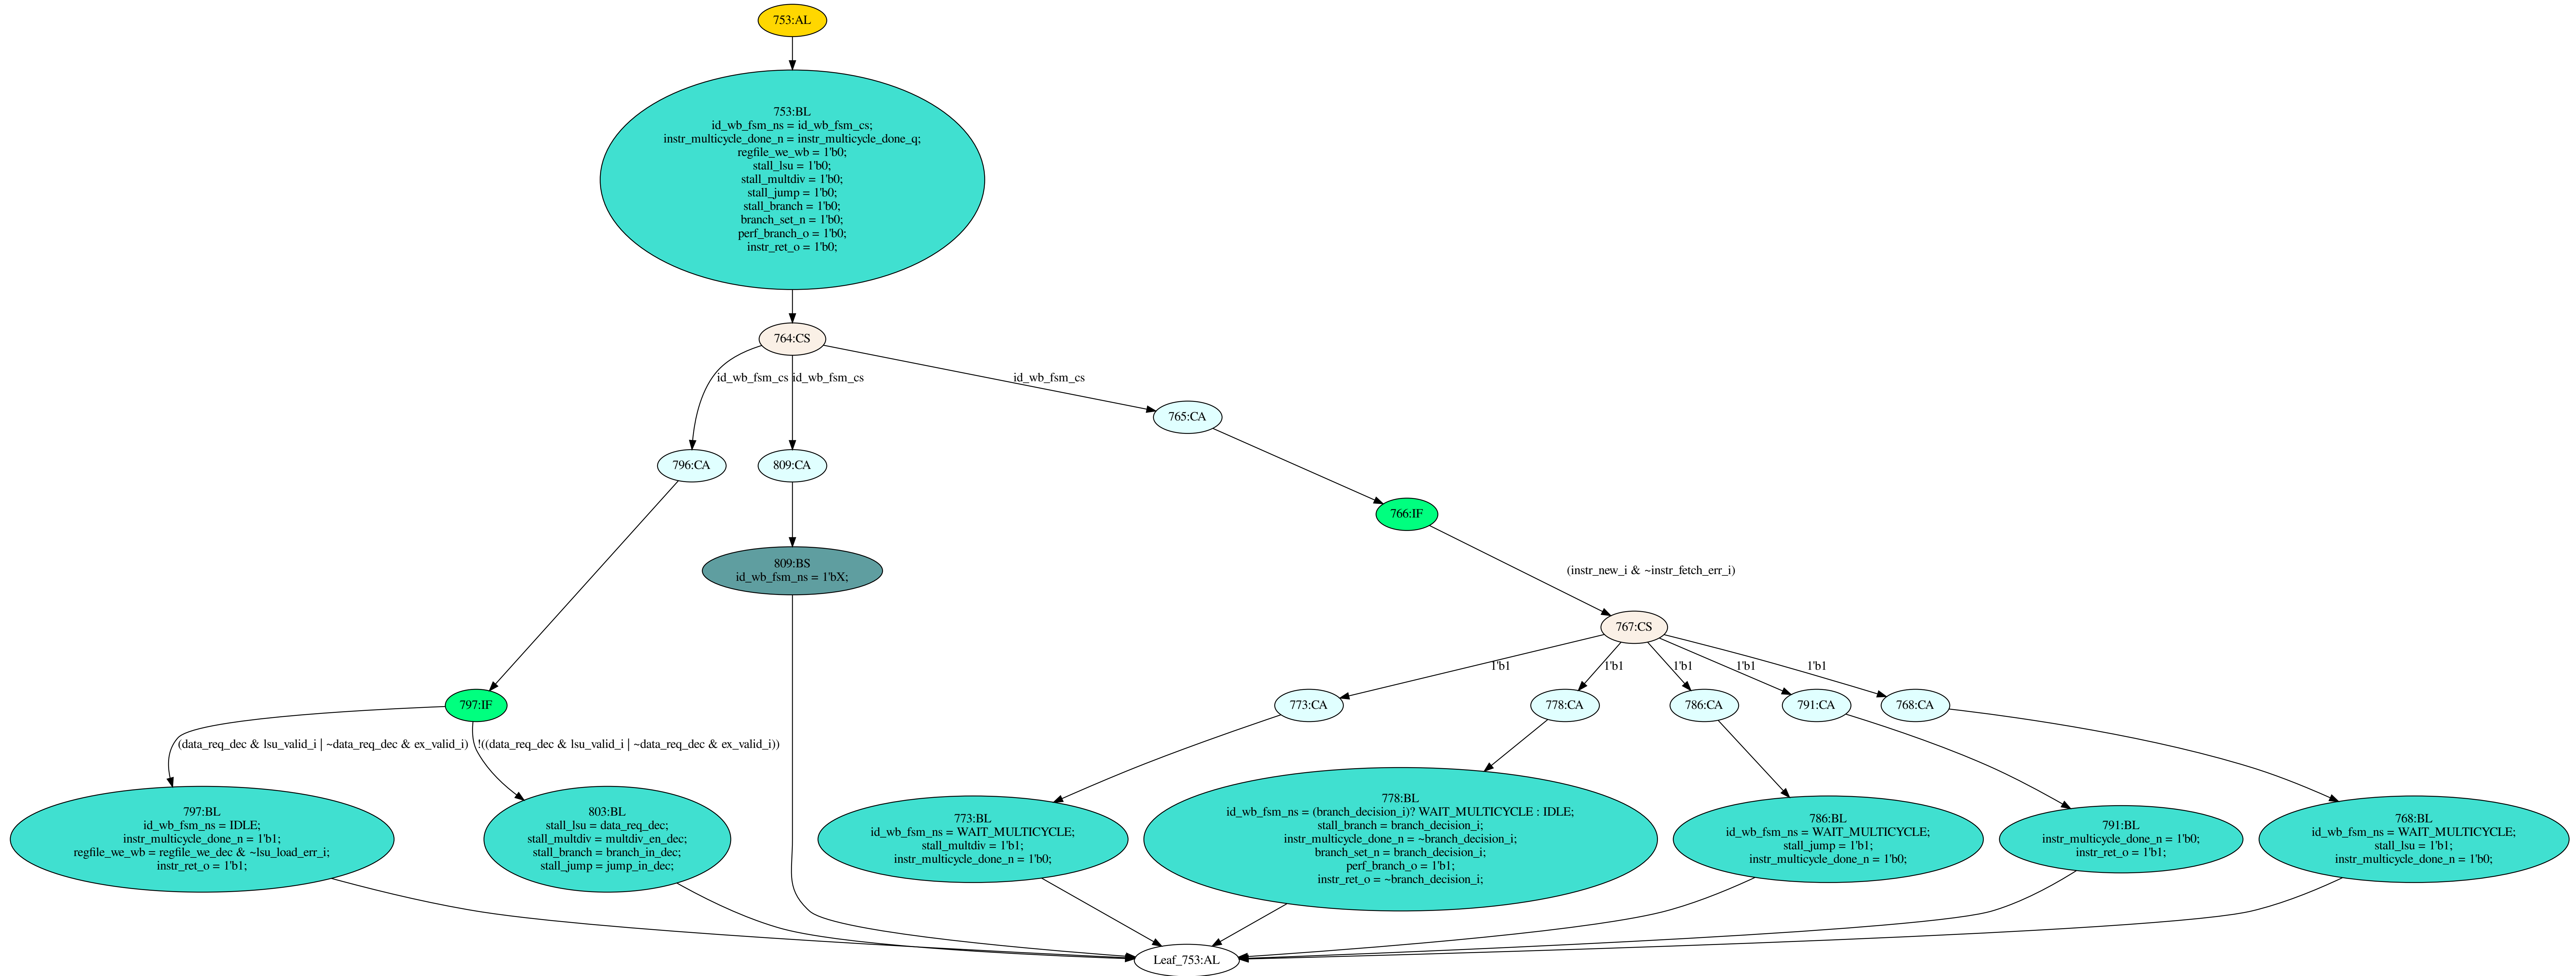 753:AL
753:BL
id_wb_fsm_ns = id_wb_fsm_cs;
instr_multicycle_done_n = instr_multicycle_done_q;
regfile_we_wb = 1'b0;
stall_lsu = 1'b0;
stall_multdiv = 1'b0;
stall_jump = 1'b0;
stall_branch = 1'b0;
branch_set_n = 1'b0;
perf_branch_o = 1'b0;
instr_ret_o = 1'b0;
764:CS
id_wb_fsm_cs
id_wb_fsm_cs
id_wb_fsm_cs
765:CA
796:CA
809:CA
766:IF
809:BS
id_wb_fsm_ns = 1'bX;
(instr_new_i & ~instr_fetch_err_i)
767:CS
1'b1
1'b1
1'b1
1'b1
1'b1
797:IF
773:CA
778:CA
786:CA
791:CA
768:CA
(data_req_dec & lsu_valid_i | ~data_req_dec & ex_valid_i)
!((data_req_dec & lsu_valid_i | ~data_req_dec & ex_valid_i))
797:BL
id_wb_fsm_ns = IDLE;
instr_multicycle_done_n = 1'b1;
regfile_we_wb = regfile_we_dec & ~lsu_load_err_i;
instr_ret_o = 1'b1;
803:BL
stall_lsu = data_req_dec;
stall_multdiv = multdiv_en_dec;
stall_branch = branch_in_dec;
stall_jump = jump_in_dec;
773:BL
id_wb_fsm_ns = WAIT_MULTICYCLE;
stall_multdiv = 1'b1;
instr_multicycle_done_n = 1'b0;
778:BL
id_wb_fsm_ns = (branch_decision_i)? WAIT_MULTICYCLE : IDLE;
stall_branch = branch_decision_i;
instr_multicycle_done_n = ~branch_decision_i;
branch_set_n = branch_decision_i;
perf_branch_o = 1'b1;
instr_ret_o = ~branch_decision_i;
786:BL
id_wb_fsm_ns = WAIT_MULTICYCLE;
stall_jump = 1'b1;
instr_multicycle_done_n = 1'b0;
791:BL
instr_multicycle_done_n = 1'b0;
instr_ret_o = 1'b1;
768:BL
id_wb_fsm_ns = WAIT_MULTICYCLE;
stall_lsu = 1'b1;
instr_multicycle_done_n = 1'b0;
Leaf_753:AL